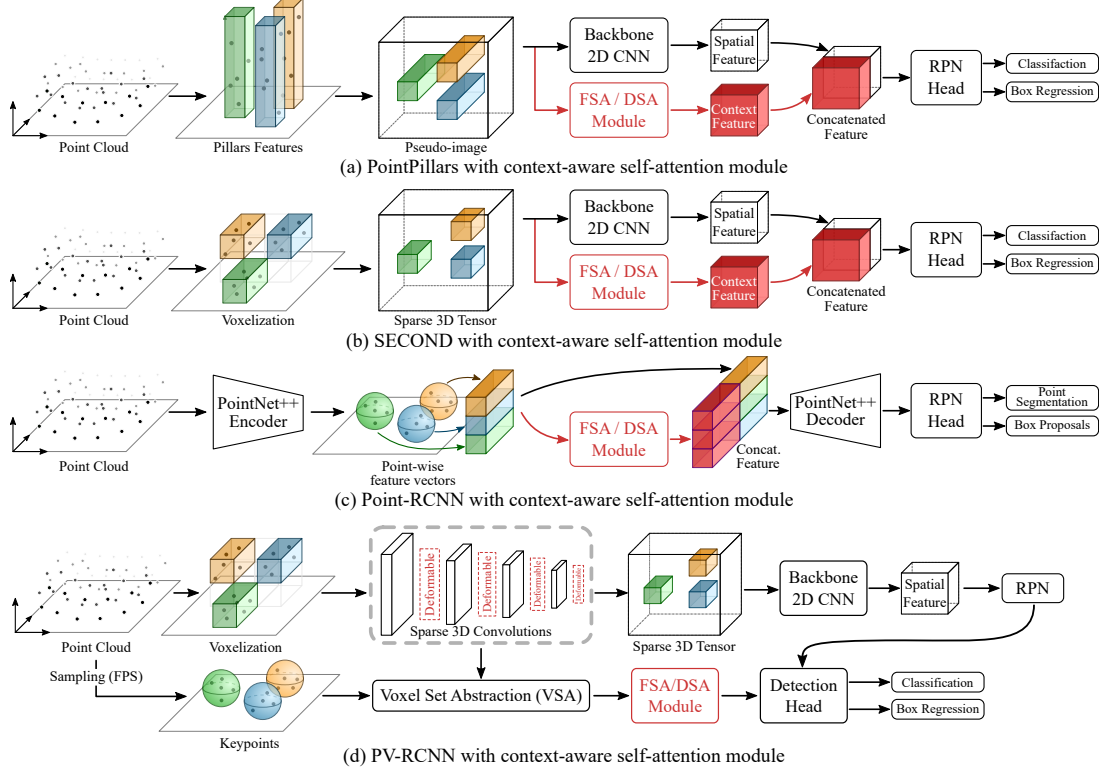 Point Cloud
Pillars Features
Pseudo-image
Backbone
2D CNN
FSA / DSA
Module
Spatial
Feature
Context
Feature
Concatenated
Feature
RPN
Head
Classifaction
Box Regression
(a) PointPillars with context-aware self-attention module
Point Cloud
Voxelization
Sparse 3D Tensor
Backbone
2D CNN
FSA / DSA
Module
Spatial
Feature
Context
Feature
Concatenated
Feature
RPN
Head
Classifaction
Box Regression
(b) SECOND with context-aware self-attention module
Point Cloud
PointNet++
Encoder
Point-wise
feature vectors
FSA / DSA
Module
Concat.
Feature
PointNet++
Decoder
RPN
Head
Point
Segmentation
Box Proposals
(c) Point-RCNN with context-aware self-attention module
Point Cloud
Voxelization
Deformable
Deformable
Deformable
Deformable
Sparse 3D Convolutions
Sparse 3D Tensor
Backbone
2D CNN
Spatial
Feature
RPN
Sampling (FPS)
Keypoints
Voxel Set Abstraction (VSA)
FSA/DSA
Module
Detection
Head
Classification
Box Regression
(d) PV-RCNN with context-aware self-attention module